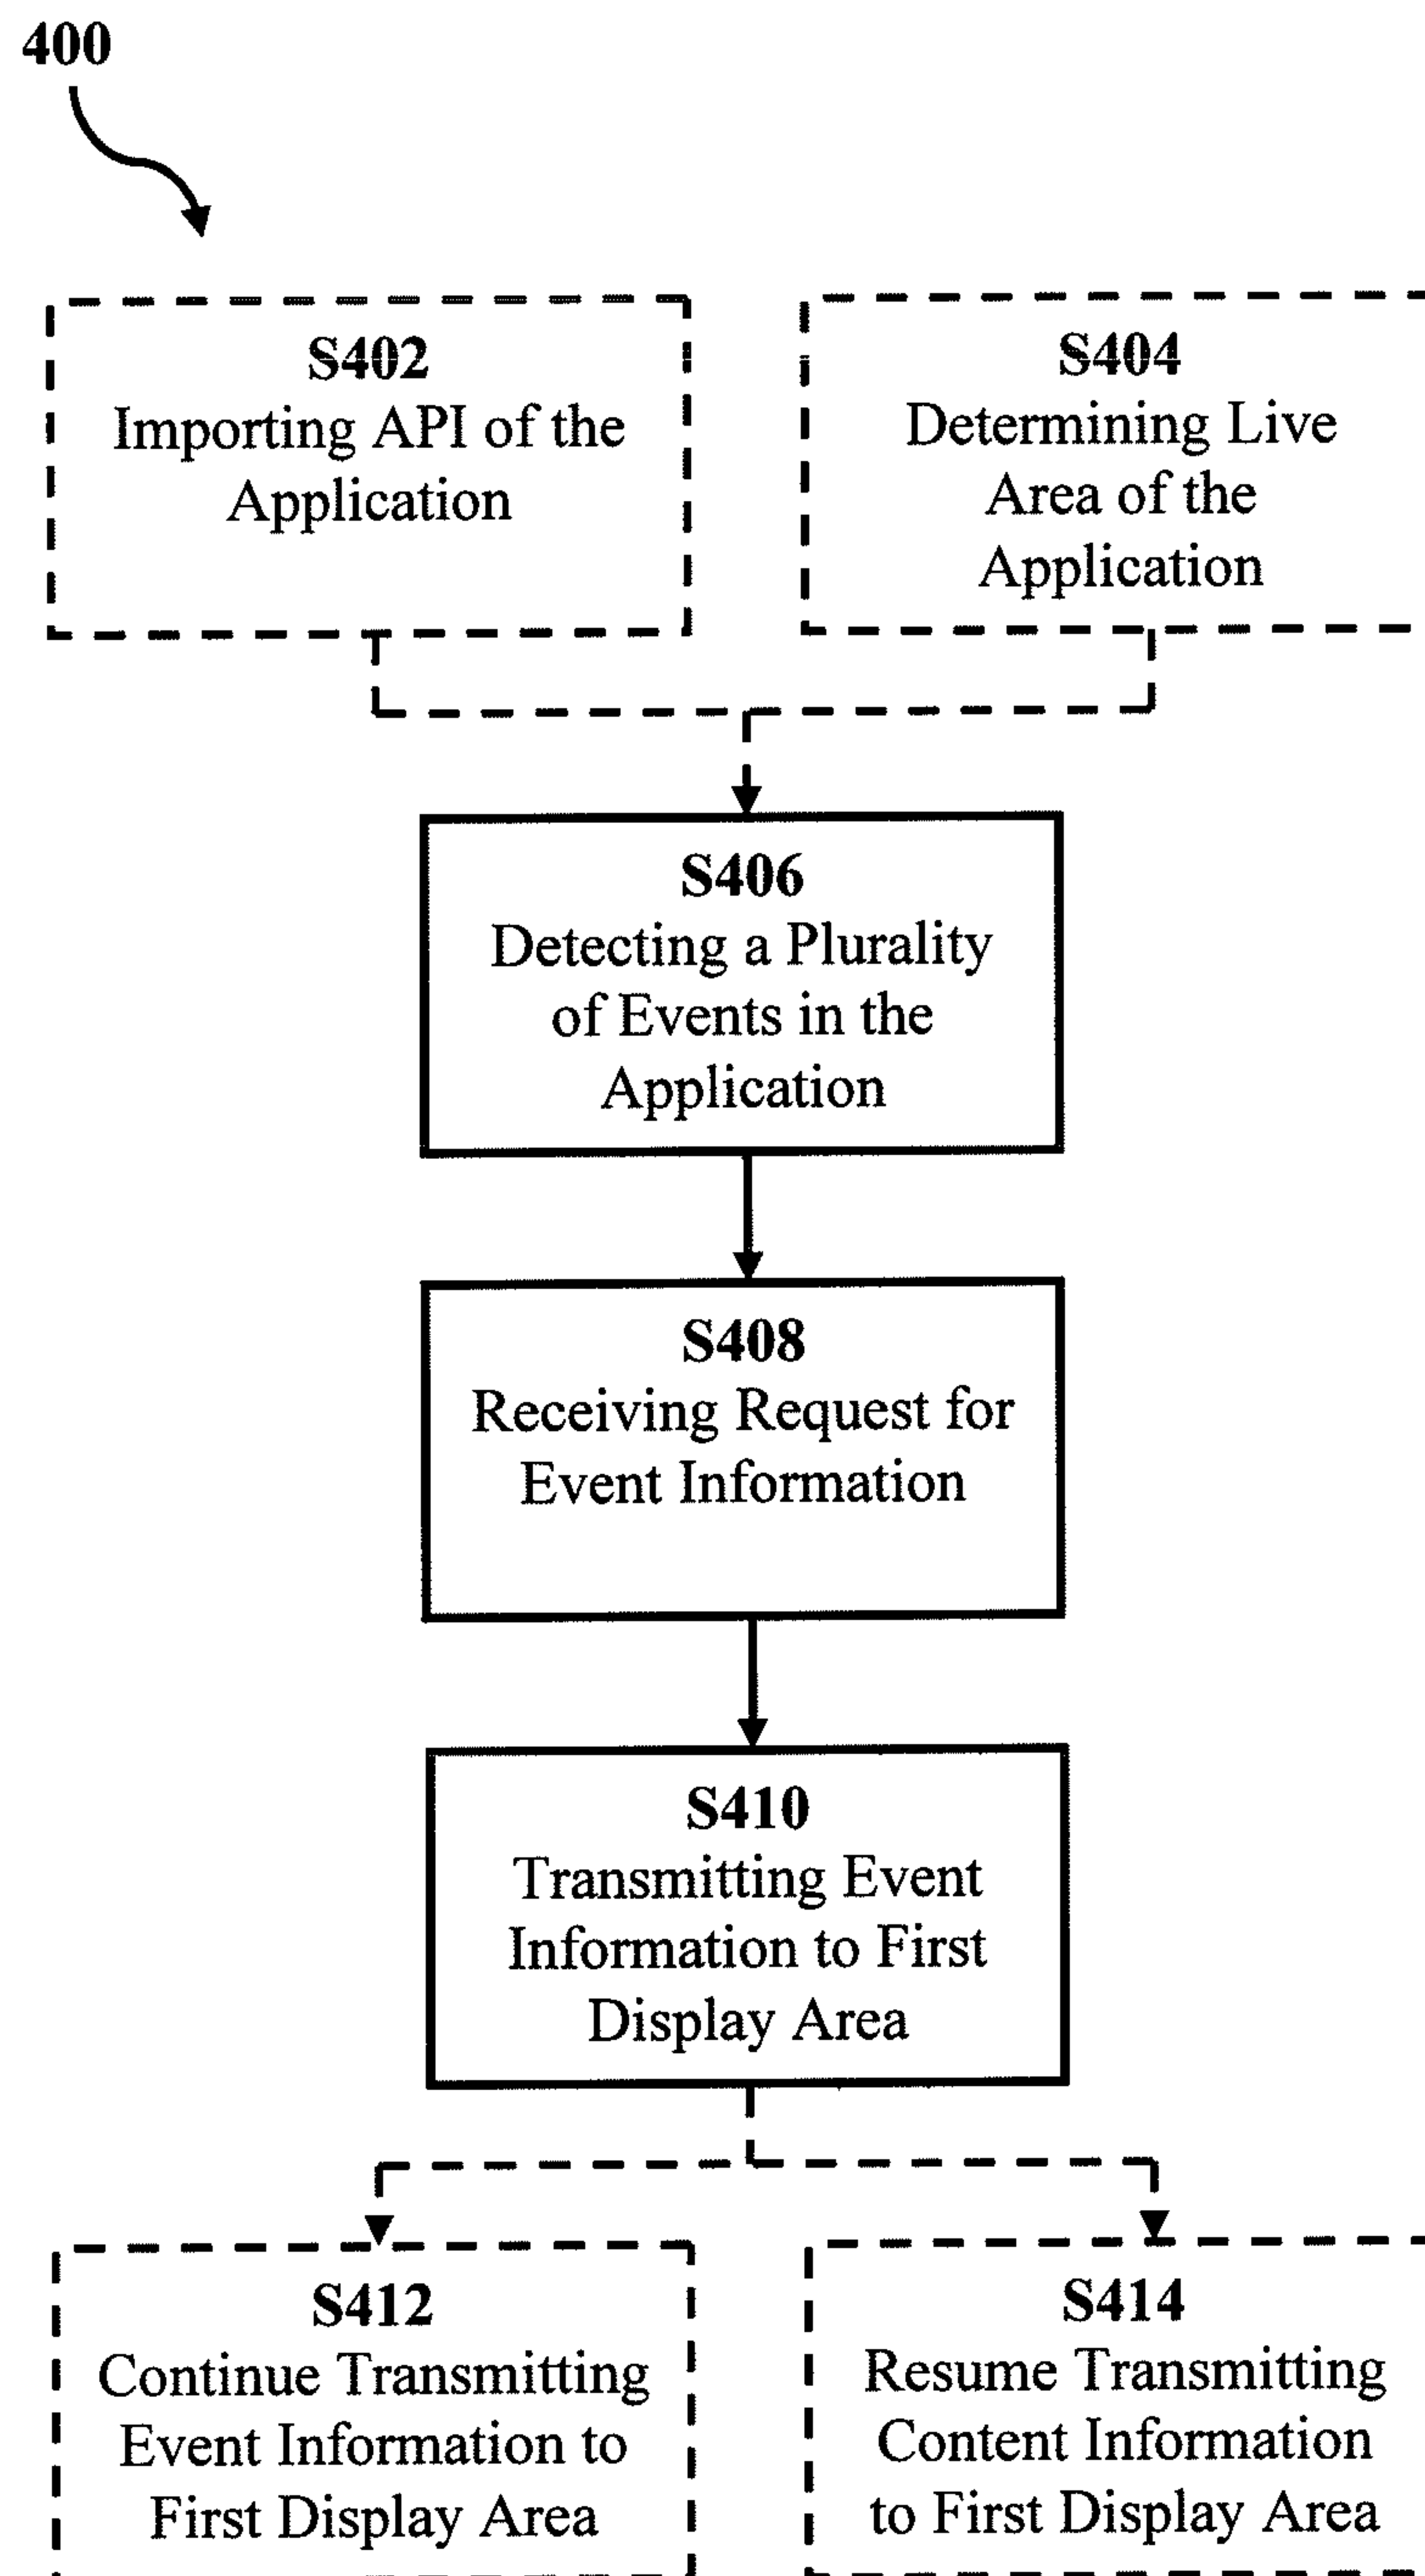 400
S402
Importing API of the
Application
S404
Determining Live
Area of the
Application
S406
Detecting a Plurality
of Events in the
Application
S408
Receiving Request for
Event Information
S410
Transmitting Event
Information to First
Display Area
S412
Continue Transmitting
Event Information to
First Display Area
S414
Resume Transmitting
Content Information
to First Display Area